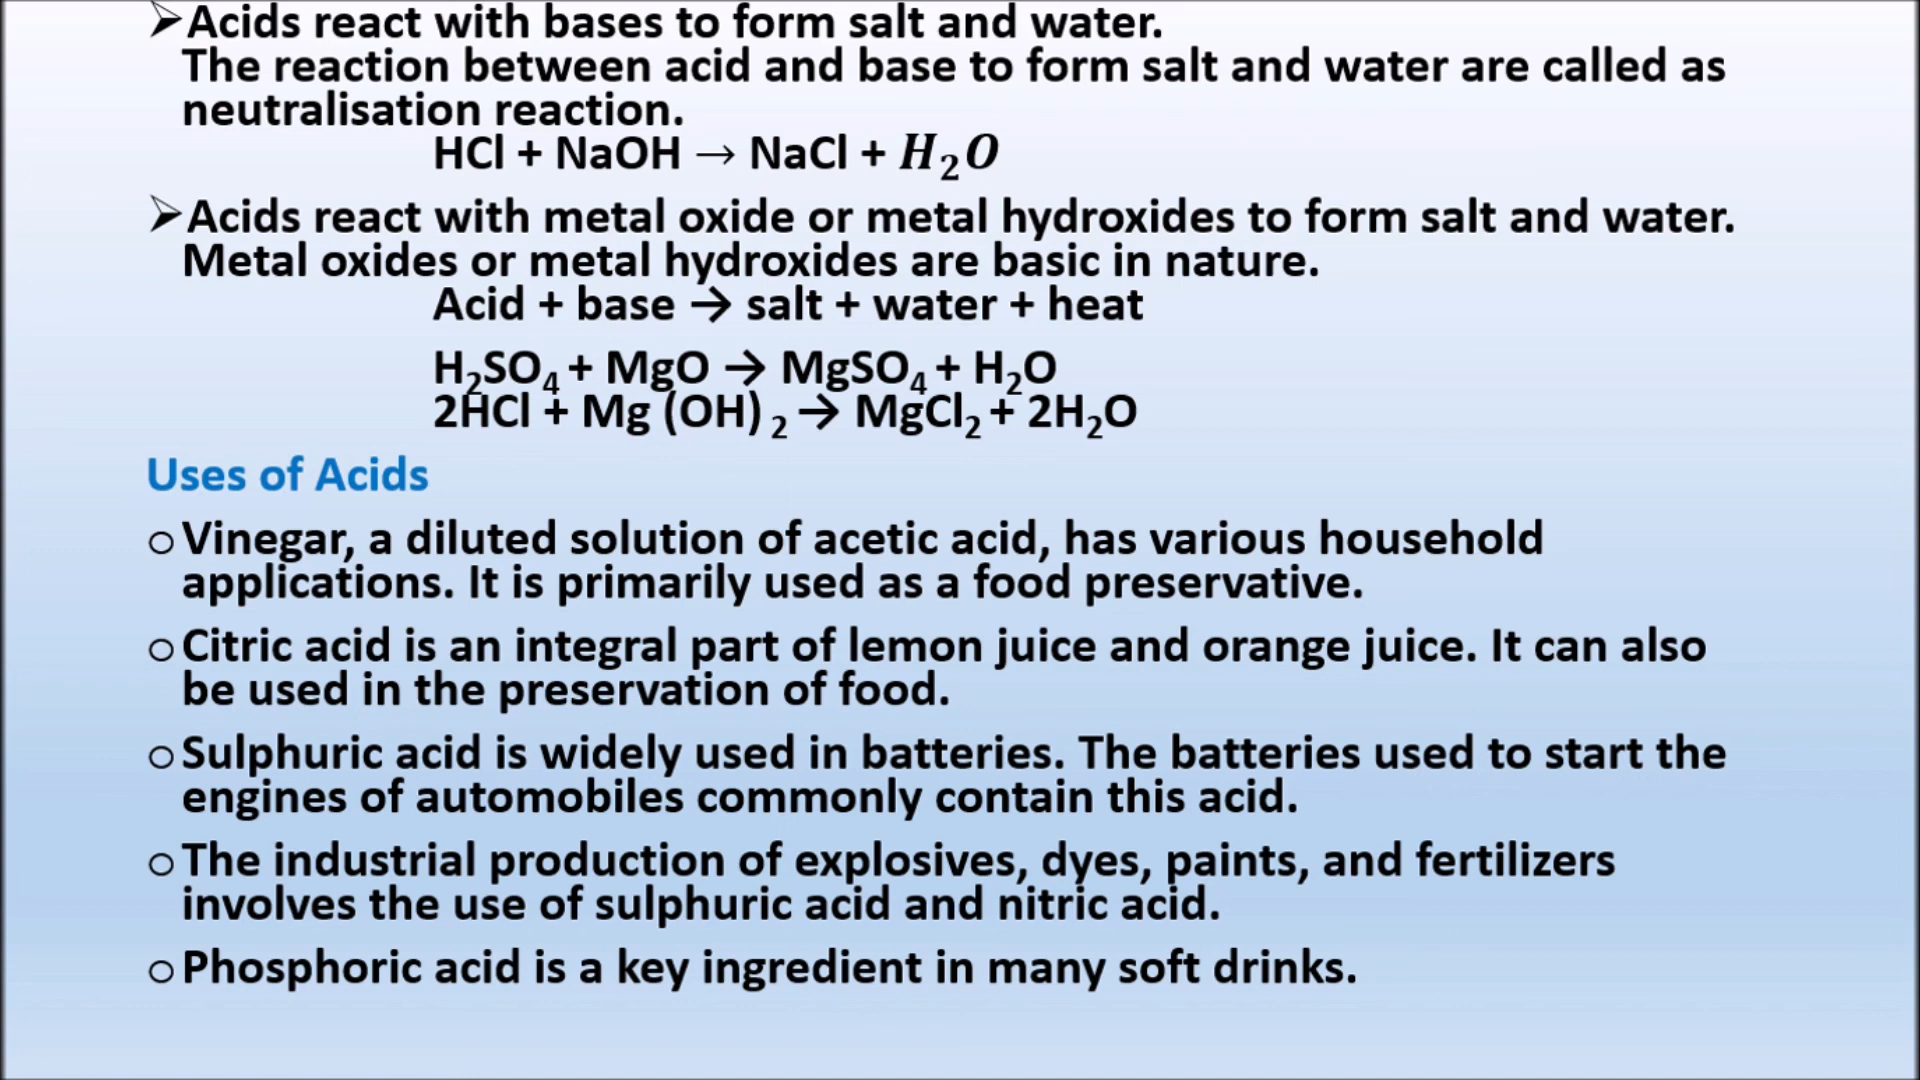 ➢Acids react with bases to form salt and water.
The reaction between acid and base to form salt and water are called as
neutralisation reaction.
HCl + NaOH → NaCl + H₂O
➢Acids react with metal oxide or metal hydroxides to form salt and water.
Metal oxides or metal hydroxides are basic in nature.
Acid + base → salt + water + heat
H₂SO₄ + MgO → MgSO₄ + H₂O
2HCl + Mg (OH) ₂ → MgCl₂ + 2H₂O
Uses of Acids
o Vinegar, a diluted solution of acetic acid, has various household
applications. It is primarily used as a food preservative.
o Citric acid is an integral part of lemon juice and orange juice. It can also
be used in the preservation of food.
o Sulphuric acid is widely used in batteries. The batteries used to start the
engines of automobiles commonly contain this acid.
o The industrial production of explosives, dyes, paints, and fertilizers
involves the use of sulphuric acid and nitric acid.
o Phosphoric acid is a key ingredient in many soft drinks.